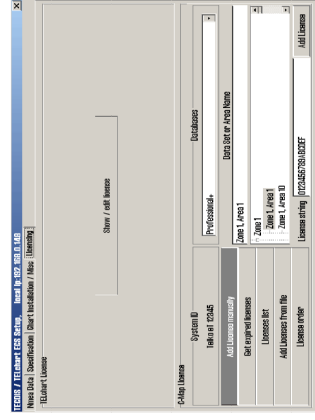 TECDIS / TELchart ECS Setup, local ip:192.168.0.140
Nmea Data Specification Chart Installation / Misc Licensing
TELchart License
Show / edit license
C-Map License
System ID
Databases
Telko at 12345
Professional+
Add License manually
Data Set or Area Name
Zone 1, Area 1
Get expired licenses
Zone 1
Zone 1, Area 1
Zone 1, Area 10
Licenses list
Add Licenses from file
License order
License string
0123456789ABCDEF
Add License